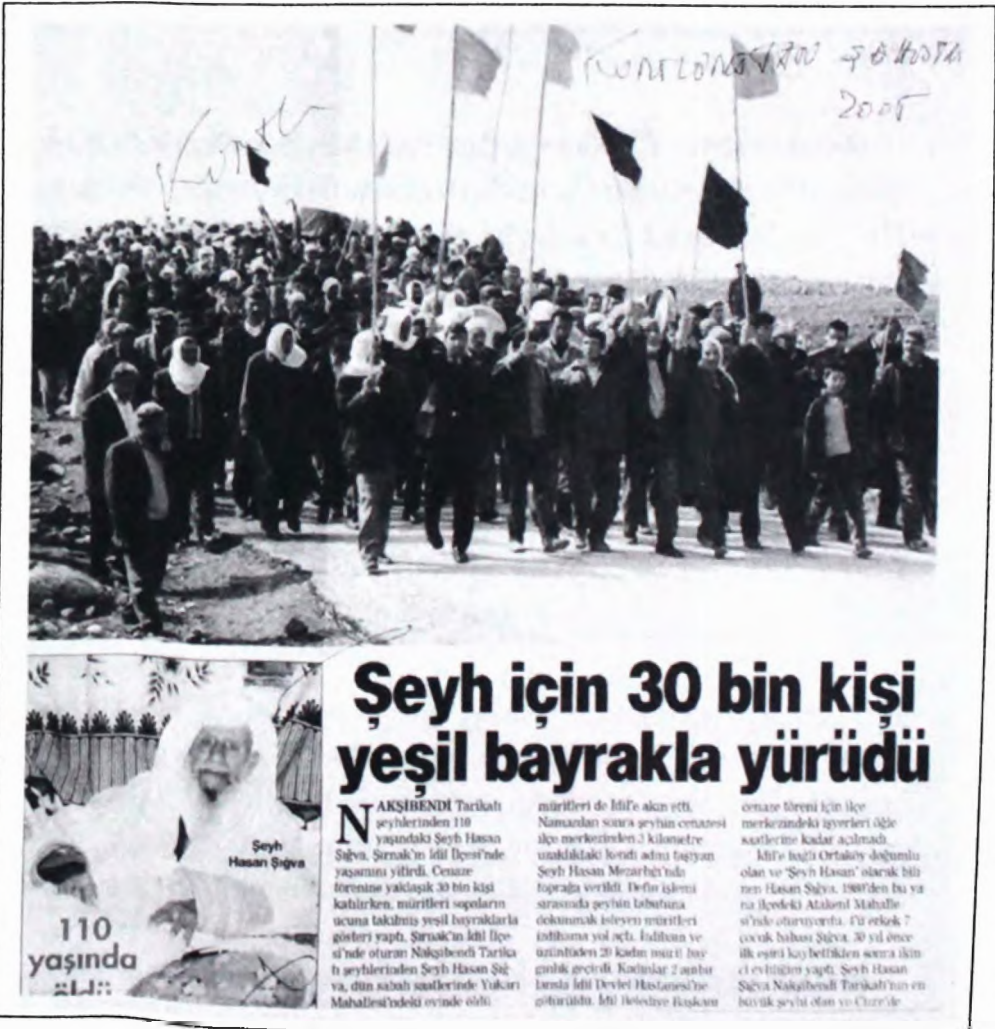 2005
Şeyh için 30 bin kişi
yeşil bayrakla yürüdü
Şeyh
Hasan Şığva
110
yaşında
öldü
NAKŞİBENDİ Tarikatı
şeyhlerinden 110
yaşındaki Şeyh Hasan
Şığva, Şırnak'ın İdil İlçesi'nde
yaşamını yitirdi. Cenaze
törenine yaklaşık 30 bin kişi
katılırken, müritleri sopaların
ucuna takılmış yeşil bayraklarla
gösteri yaptı. Şırnak'ın İdil İlçe
si'nde oturan Nakşibendi Tarika
tı şeyhlerinden Şeyh Hasan Şığ
va, dün sabah saatlerinde Yukarı
Mahallesi'ndeki evinde öldü
müritleri de İdil'e akın etti.
Namazdan sonra şeyhin cenazesi
ilçe merkezinden 3 kilometre
uzaklıktaki kendi adını taşıyan
Şeyh Hasan Mezarlığı'nda
toprağa verildi. Defin işlemi
sırasında şeyhin tabutuna
dokunmak isteyen müritleri
izdihama yol açtı. İzdiham ve
üzüntüden 20 kadın mürit bay
gınlık geçirdi. Kadınlar 2 ambu
lansla İdil Devlet Hastanesi'ne
götürüldü. İdil Belediye Başkanı
cenaze töreni için ilçe
merkezindeki işyerleri öğle
saatlerine kadar açılmadı.
İdil'e bağlı Ortaköy doğumlu
olan ve 'Şeyh Hasan' olarak bili
nen Hasan Şığva, 1980'den bu ya
na ilçedeki Atakent Mahalle
si'nde oturuyordu. erkek 7
çocuk babası Şığva, 30 yıl önce
ilk eşini kaybettikten sonra ikin
ci evliliğini yaptı. Şeyh Hasan
Şığva Nakşibendi Tarikatı'nın en
büyük şeyhi olan ve Cizre'de